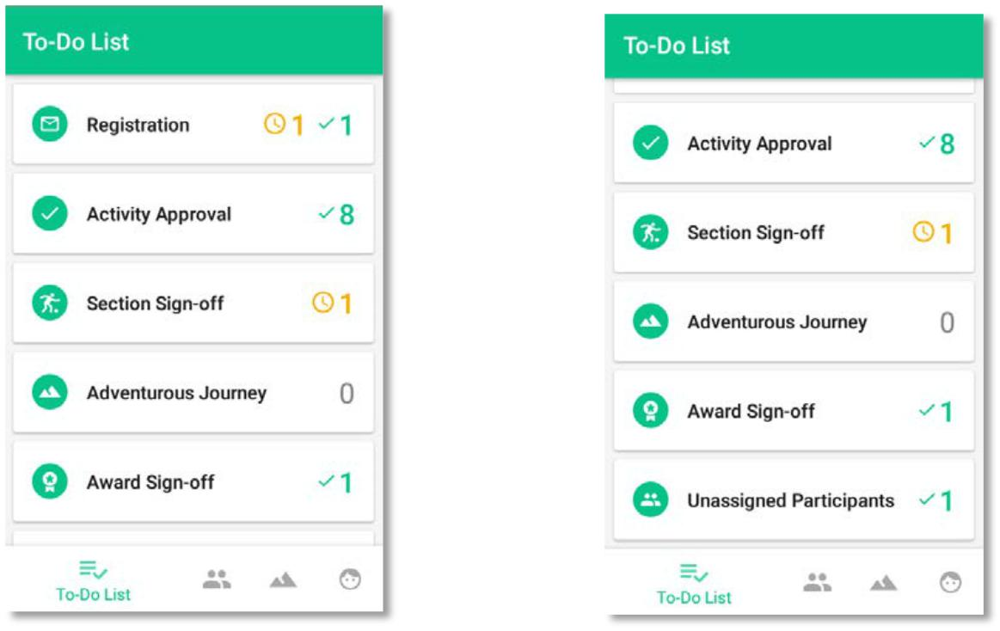 To-Do List
Registration 1 1
Activity Approval 8
Section Sign-off 1
Adventurous Journey 0
Award Sign-off 1
To-Do List
To-Do List
Activity Approval 8
Section Sign-off 1
Adventurous Journey 0
Award Sign-off 1
Unassigned Participants 1
To-Do List